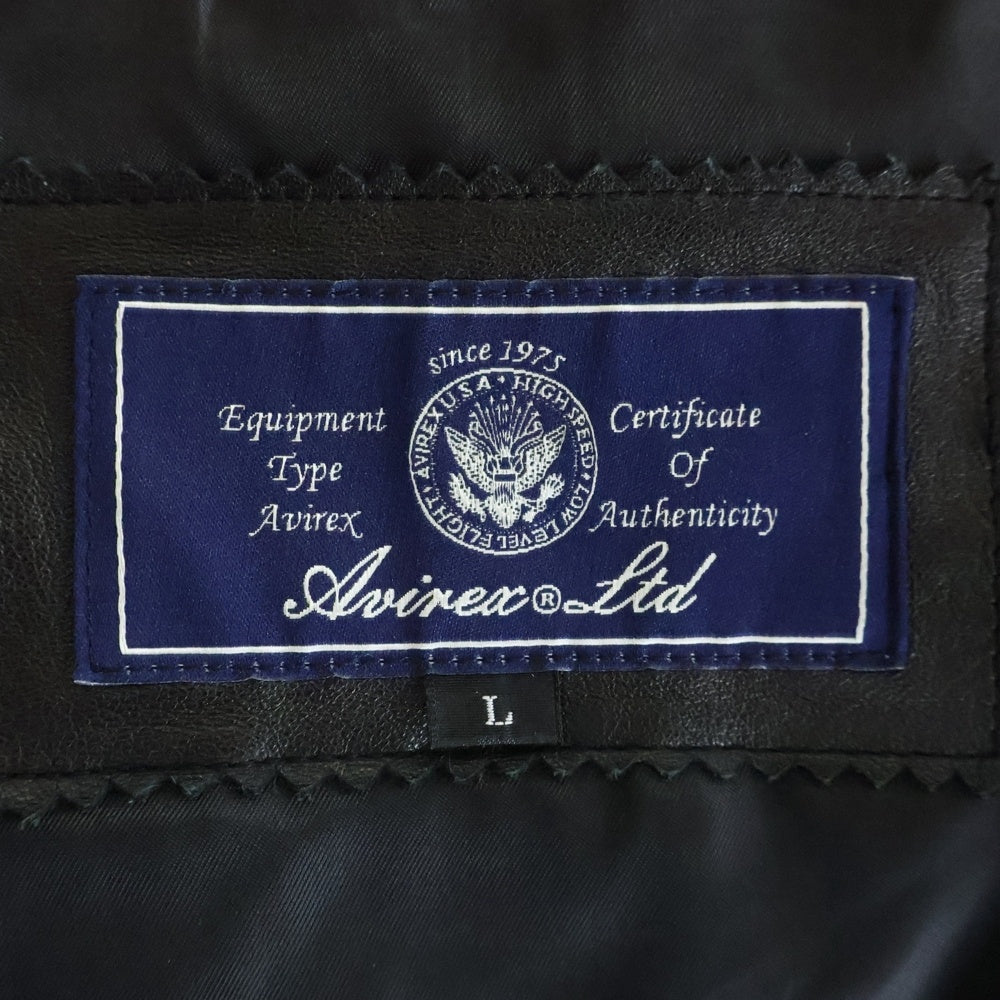 since 1975
AVIREX U.S.A • HIGH SPEED • LOW LEVEL FLIGHT
Equipment
Type
Avirex
Certificate
Of
Authenticity
Avirex® Ltd
L